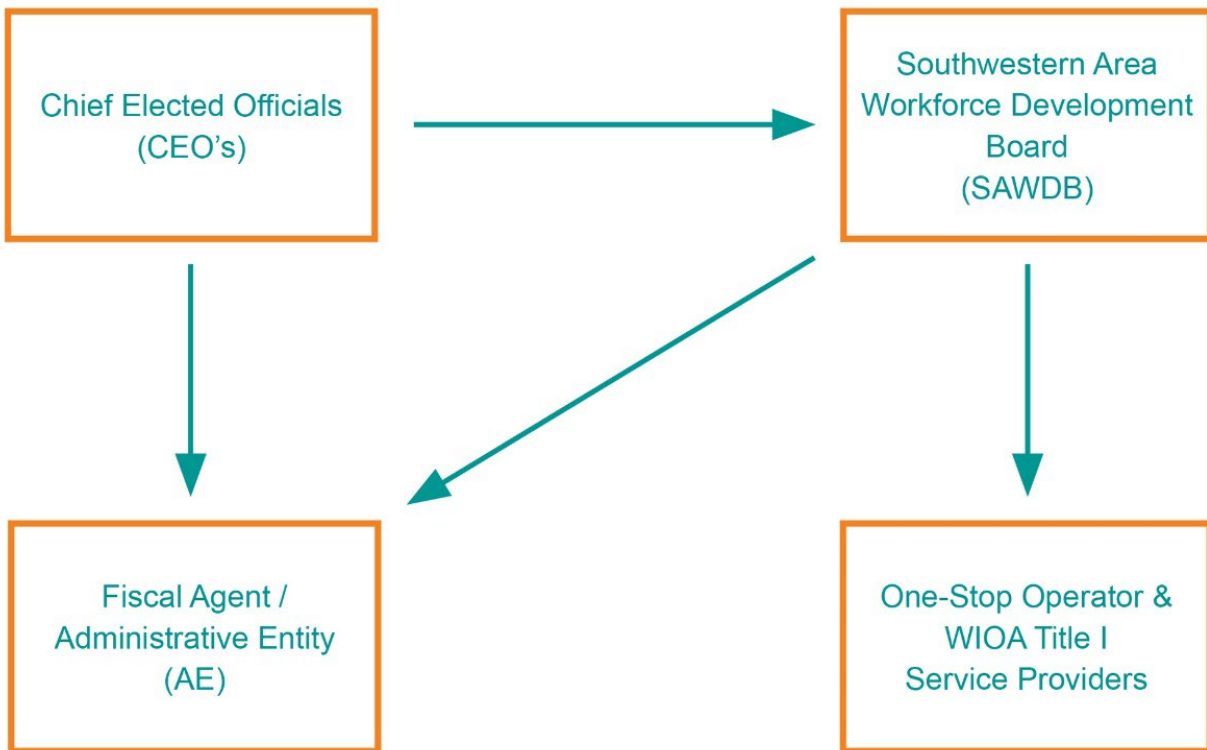 Chief Elected Officials
(CEO’s)
Southwestern Area
Workforce Development
Board
(SAWDB)
Fiscal Agent /
Administrative Entity
(AE)
One-Stop Operator &
WIOA Title I
Service Providers